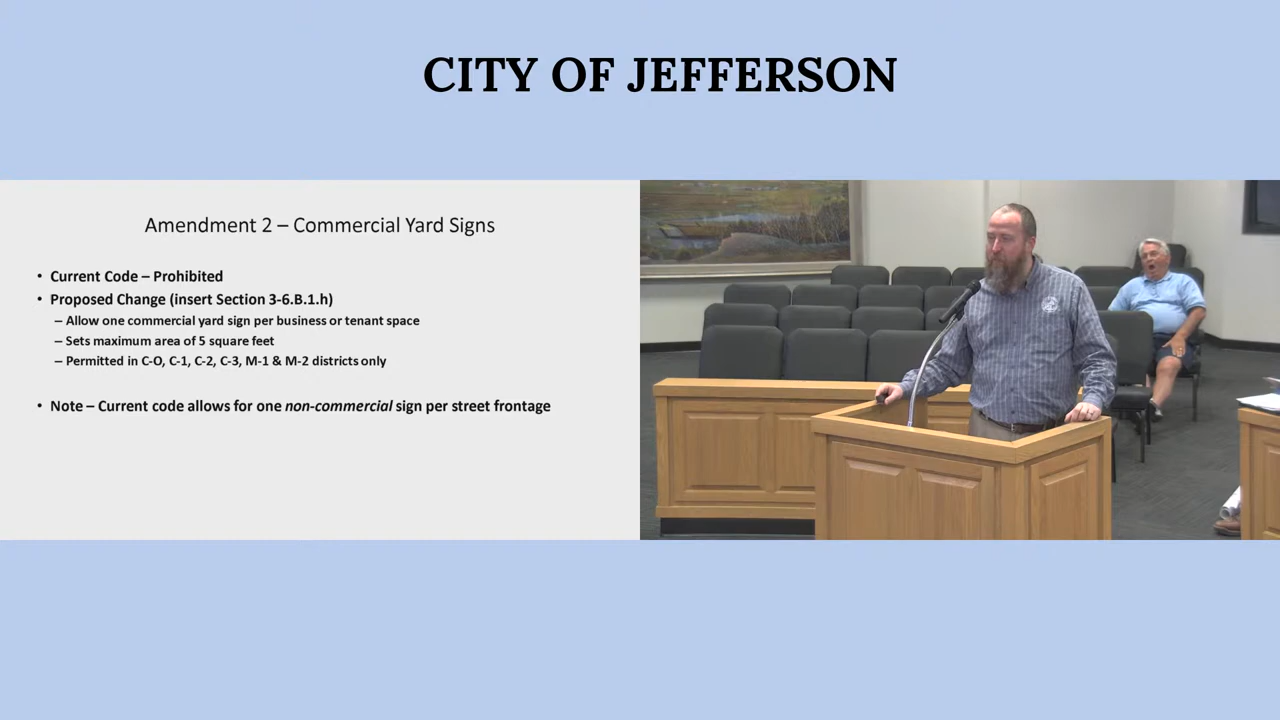 CITY OF JEFFERSON
Amendment 2 – Commercial Yard Signs
• Current Code – Prohibited
• Proposed Change (insert Section 3-6.B.1.h)
– Allow one commercial yard sign per business or tenant space
– Sets maximum area of 5 square feet
– Permitted in C-O, C-1, C-2, C-3, M-1 & M-2 districts only
• Note – Current code allows for one non-commercial sign per street frontage